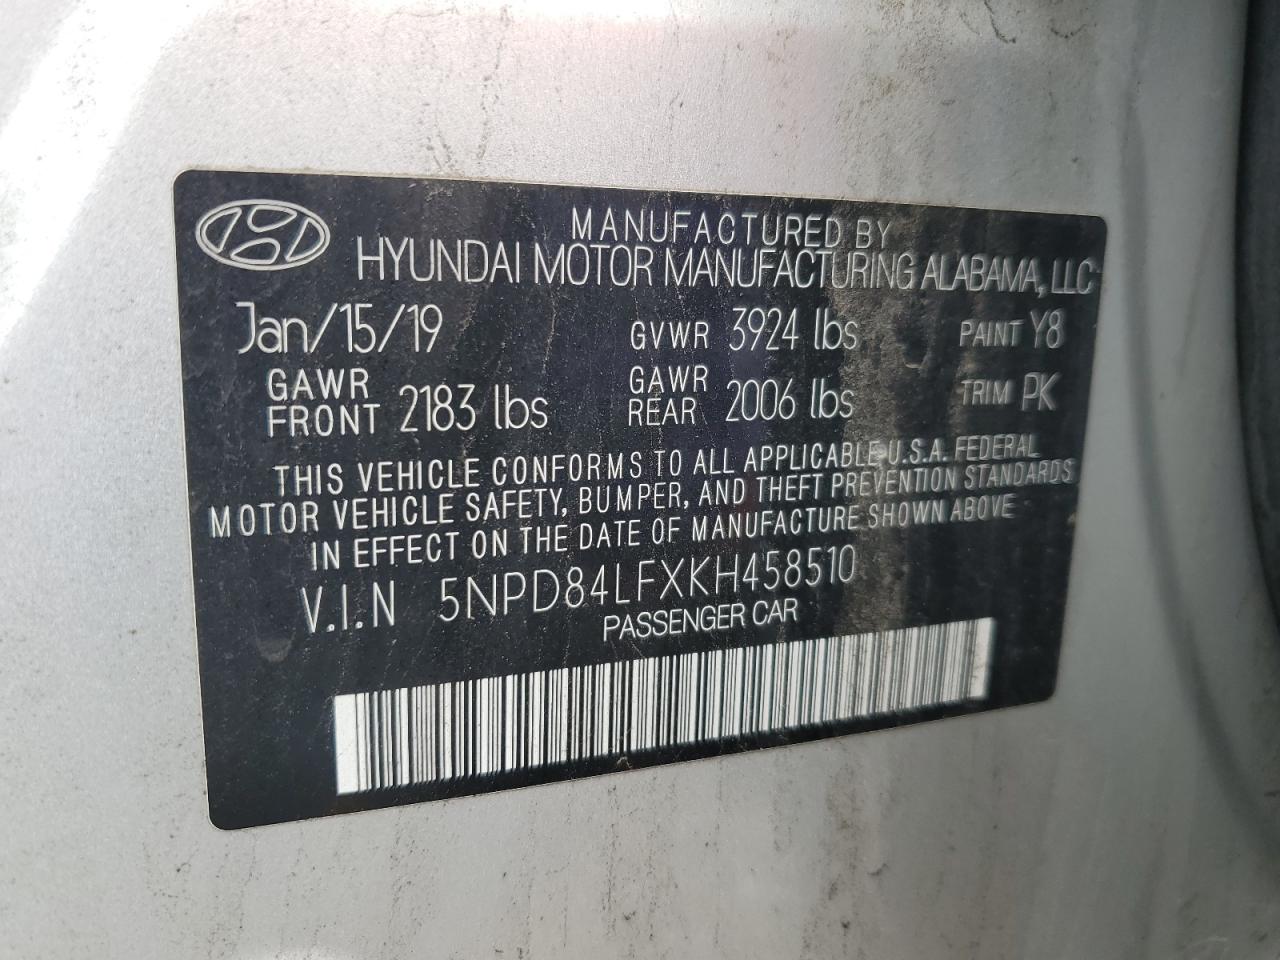 MANUFACTURED BY
HYUNDAI MOTOR MANUFACTURING ALABAMA, LLC
Jan/15/19 GVWR 3924 lbs PAINT Y8
GAWR FRONT 2183 lbs GAWR REAR 2006 lbs TRIM PK
THIS VEHICLE CONFORMS TO ALL APPLICABLE U.S.A. FEDERAL
MOTOR VEHICLE SAFETY, BUMPER, AND THEFT PREVENTION STANDARDS
IN EFFECT ON THE DATE OF MANUFACTURE SHOWN ABOVE
V.I.N 5NPD84LFXKH458510
PASSENGER CAR